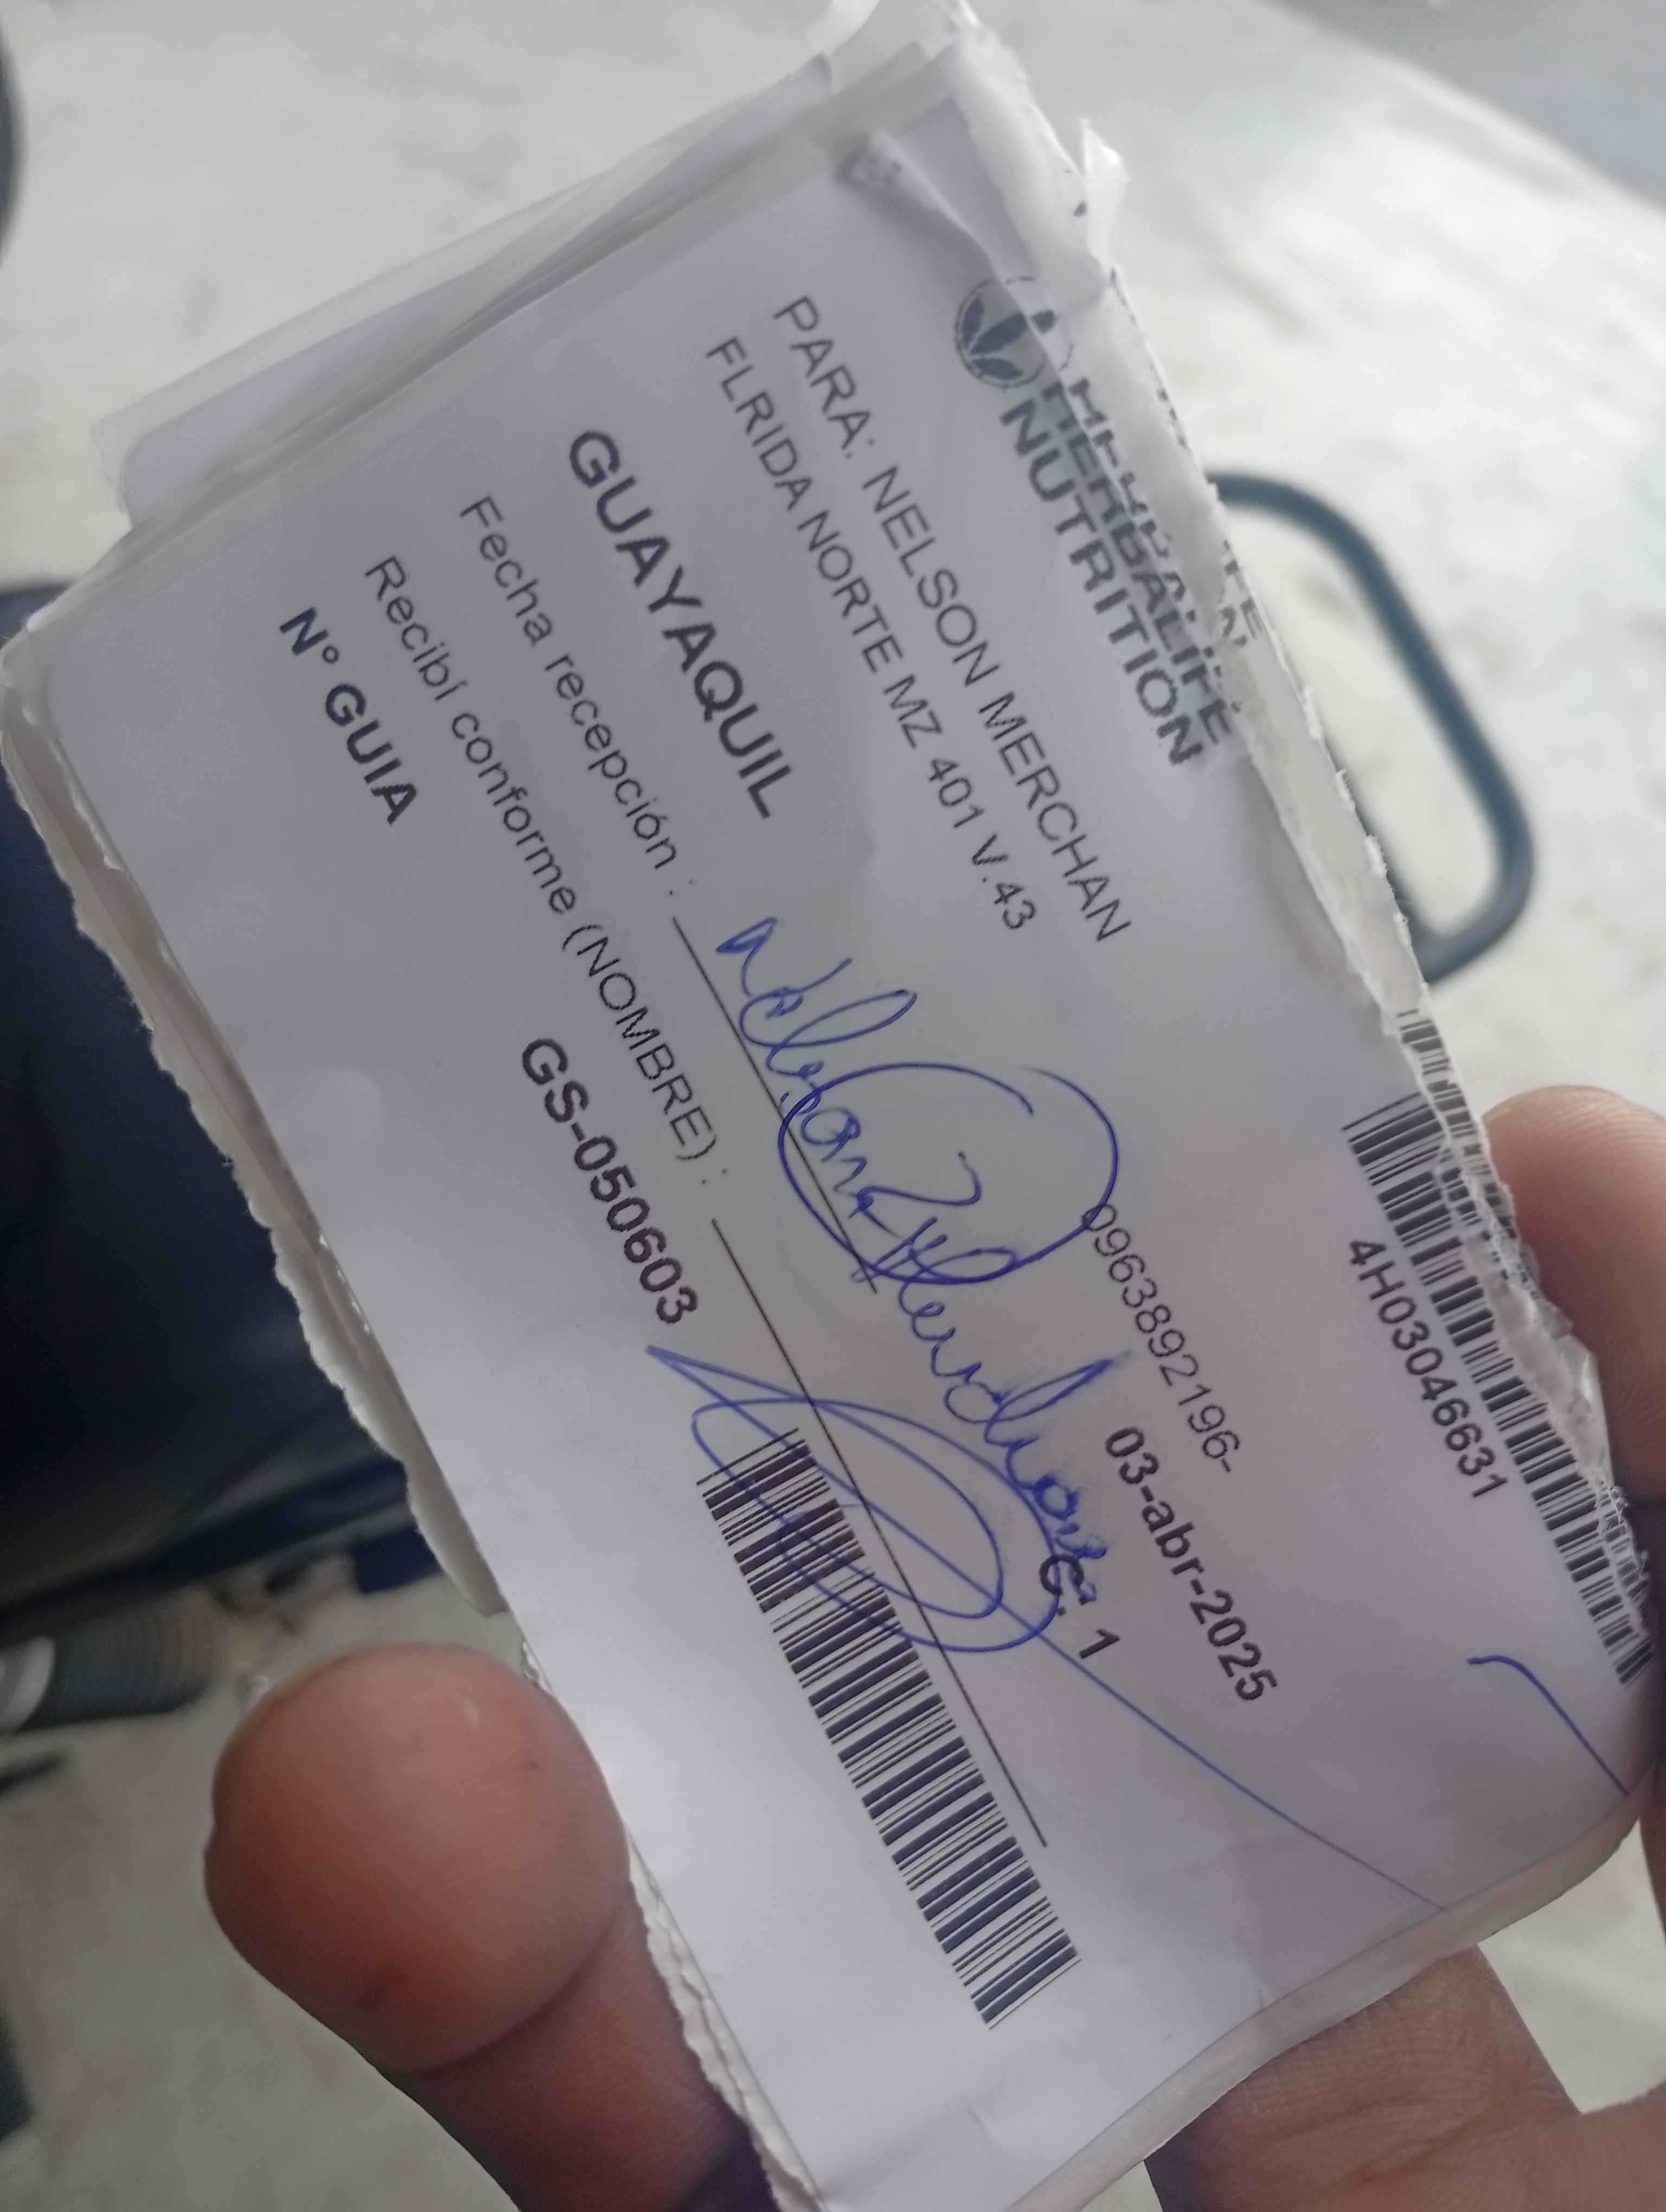 HERBALIFE
NUTRITION
4H03046631
PARA: NELSON MERCHAN
FLRIDA NORTE MZ 401 V.43
0963892196-
03-abr-2025
GUAYAQUIL
C. 1
Fecha recepción :
Recibí conforme (NOMBRE) :
N° GUIA
GS-050603